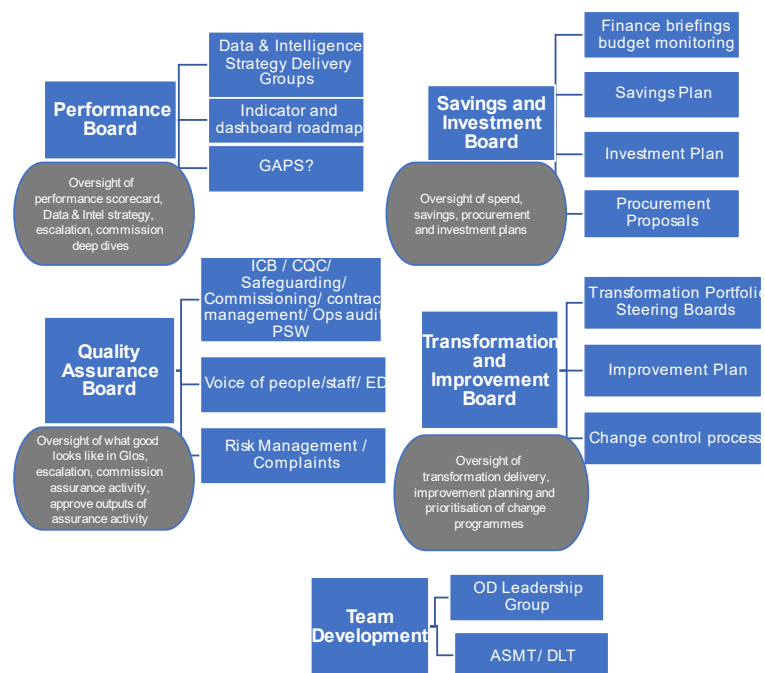 Data & Intelligence
Strategy Delivery
Groups
Performance
Board
Indicator and
dashboard roadmap
GAPS?
Oversight of
performance scorecard,
Data & Intel strategy,
escalation, commission
deep dives
Finance briefings
budget monitoring
Savings and
Investment
Board
Savings Plan
Investment Plan
Procurement
Proposals
Oversight of spend,
savings, procurement
and investment plans
ICB / CQC/
Safeguarding/
Commissioning/ contrac
management/ Ops audit
PSW
Quality
Assurance
Board
Voice of people/staff/ ED
Risk Management /
Complaints
Oversight of what good
looks like in Glos,
escalation, commission
assurance activity,
approve outputs of
assurance activity
Transformation Portfolio
Steering Boards
Transformation
and
Improvement
Board
Improvement Plan
Change control process
Oversight of
transformation delivery,
improvement planning and
prioritisation of change
programmes
OD Leadership
Group
Team
Development
ASMT/ DLT